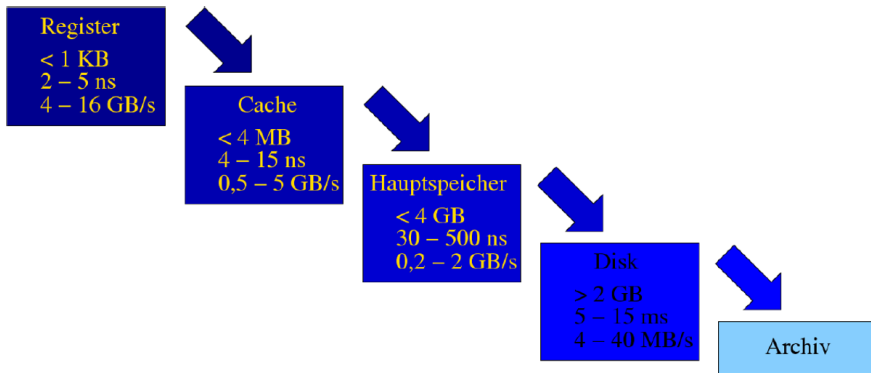 Register
< 1 KB
2 – 5 ns
4 – 16 GB/s
Cache
< 4 MB
4 – 15 ns
0,5 – 5 GB/s
Hauptspeicher
< 4 GB
30 – 500 ns
0,2 – 2 GB/s
Disk
> 2 GB
5 – 15 ms
4 – 40 MB/s
Archiv